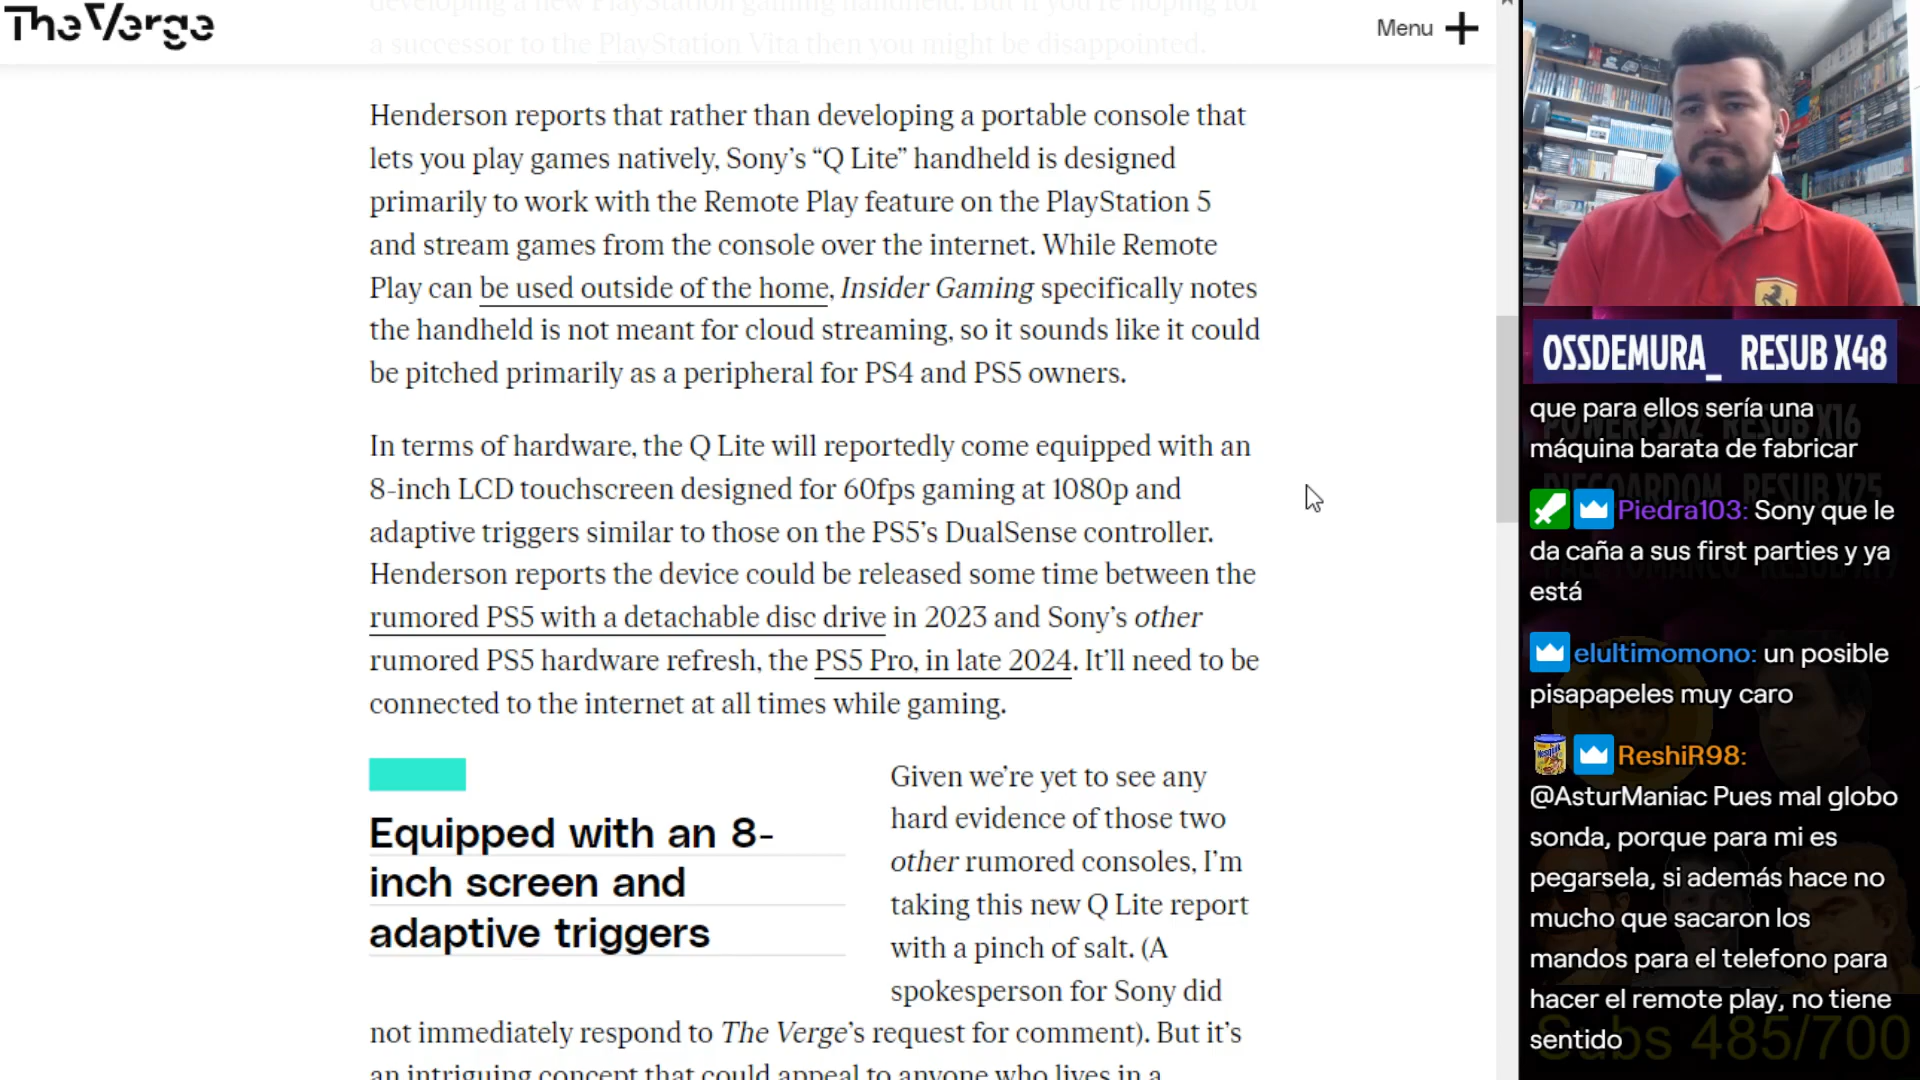 The Verge
Menu
developing a new PlayStation gaming handheld. But if you're hoping for
a successor to the PlayStation Vita then you might be disappointed.
Henderson reports that rather than developing a portable console that
lets you play games natively, Sony’s “Q Lite” handheld is designed
primarily to work with the Remote Play feature on the PlayStation 5
and stream games from the console over the internet. While Remote
Play can be used outside of the home, Insider Gaming specifically notes
the handheld is not meant for cloud streaming, so it sounds like it could
be pitched primarily as a peripheral for PS4 and PS5 owners.
In terms of hardware, the Q Lite will reportedly come equipped with an
8-inch LCD touchscreen designed for 60fps gaming at 1080p and
adaptive triggers similar to those on the PS5’s DualSense controller.
Henderson reports the device could be released some time between the
rumored PS5 with a detachable disc drive in 2023 and Sony’s other
rumored PS5 hardware refresh, the PS5 Pro, in late 2024. It’ll need to be
connected to the internet at all times while gaming.
Equipped with an 8-
inch screen and
adaptive triggers
Given we’re yet to see any
hard evidence of those two
other rumored consoles, I’m
taking this new Q Lite report
with a pinch of salt. (A
spokesperson for Sony did
not immediately respond to The Verge’s request for comment). But it’s
an intriguing concept that could appeal to anyone who lives in a
OSSDEMURA_ RESUB X48
que para ellos sería una
máquina barata de fabricar
Piedra103: Sony que le
da caña a sus first parties y ya
está
elultimomono: un posible
pisapapeles muy caro
ReshiR98:
@AsturManiac Pues mal globo
sonda, porque para mi es
pegarsela, si además hace no
mucho que sacaron los
mandos para el telefono para
hacer el remote play, no tiene
sentido
Subs 485/700